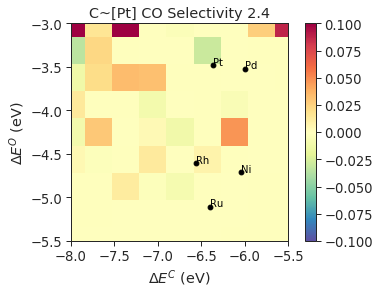 C~[Pt] CO Selectivity 2.4
−3.0
−3.5
−4.0
−4.5
−5.0
−5.5
ΔE^O (eV)
Pt
Pd
Rh
Ni
Ru
−8.0 −7.5 −7.0 −6.5 −6.0 −5.5
ΔE^C (eV)
0.100
0.075
0.050
0.025
0.000
−0.025
−0.050
−0.075
−0.100